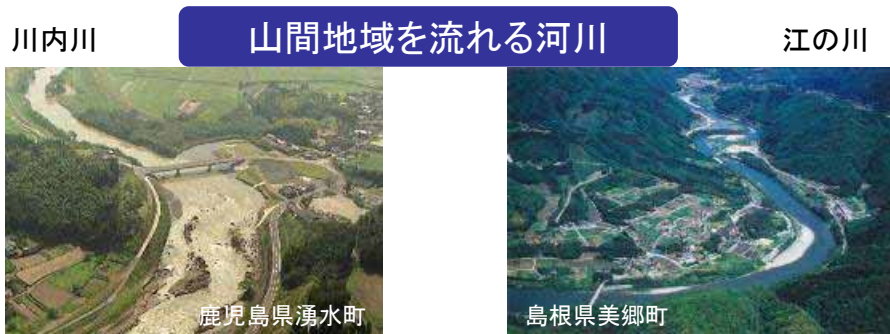 川内川
山間地域を流れる河川
江の川
鹿児島県湧水町
島根県美郷町